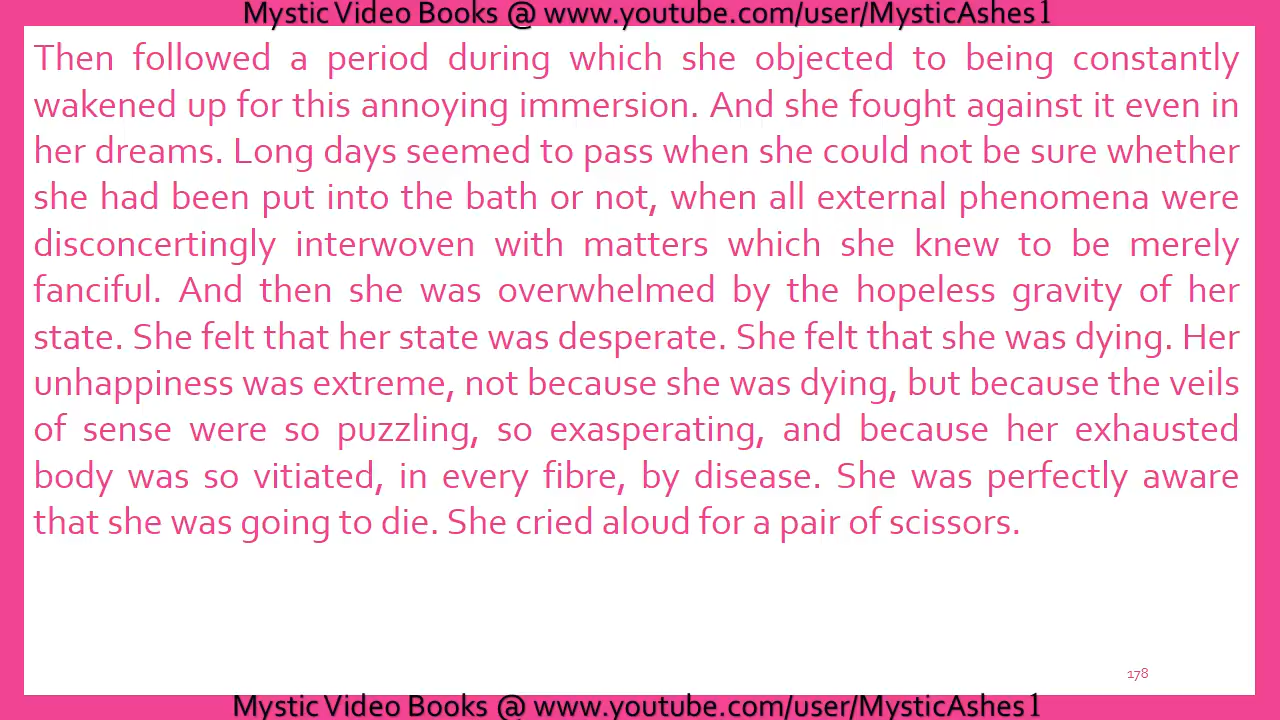 Mystic Video Books @ www.youtube.com/user/MysticAshes1
Then followed a period during which she objected to being constantly
wakened up for this annoying immersion. And she fought against it even in
her dreams. Long days seemed to pass when she could not be sure whether
she had been put into the bath or not, when all external phenomena were
disconcertingly interwoven with matters which she knew to be merely
fanciful. And then she was overwhelmed by the hopeless gravity of her
state. She felt that her state was desperate. She felt that she was dying. Her
unhappiness was extreme, not because she was dying, but because the veils
of sense were so puzzling, so exasperating, and because her exhausted
body was so vitiated, in every fibre, by disease. She was perfectly aware
that she was going to die. She cried aloud for a pair of scissors.
178
Mystic Video Books @ www.youtube.com/user/MysticAshes1